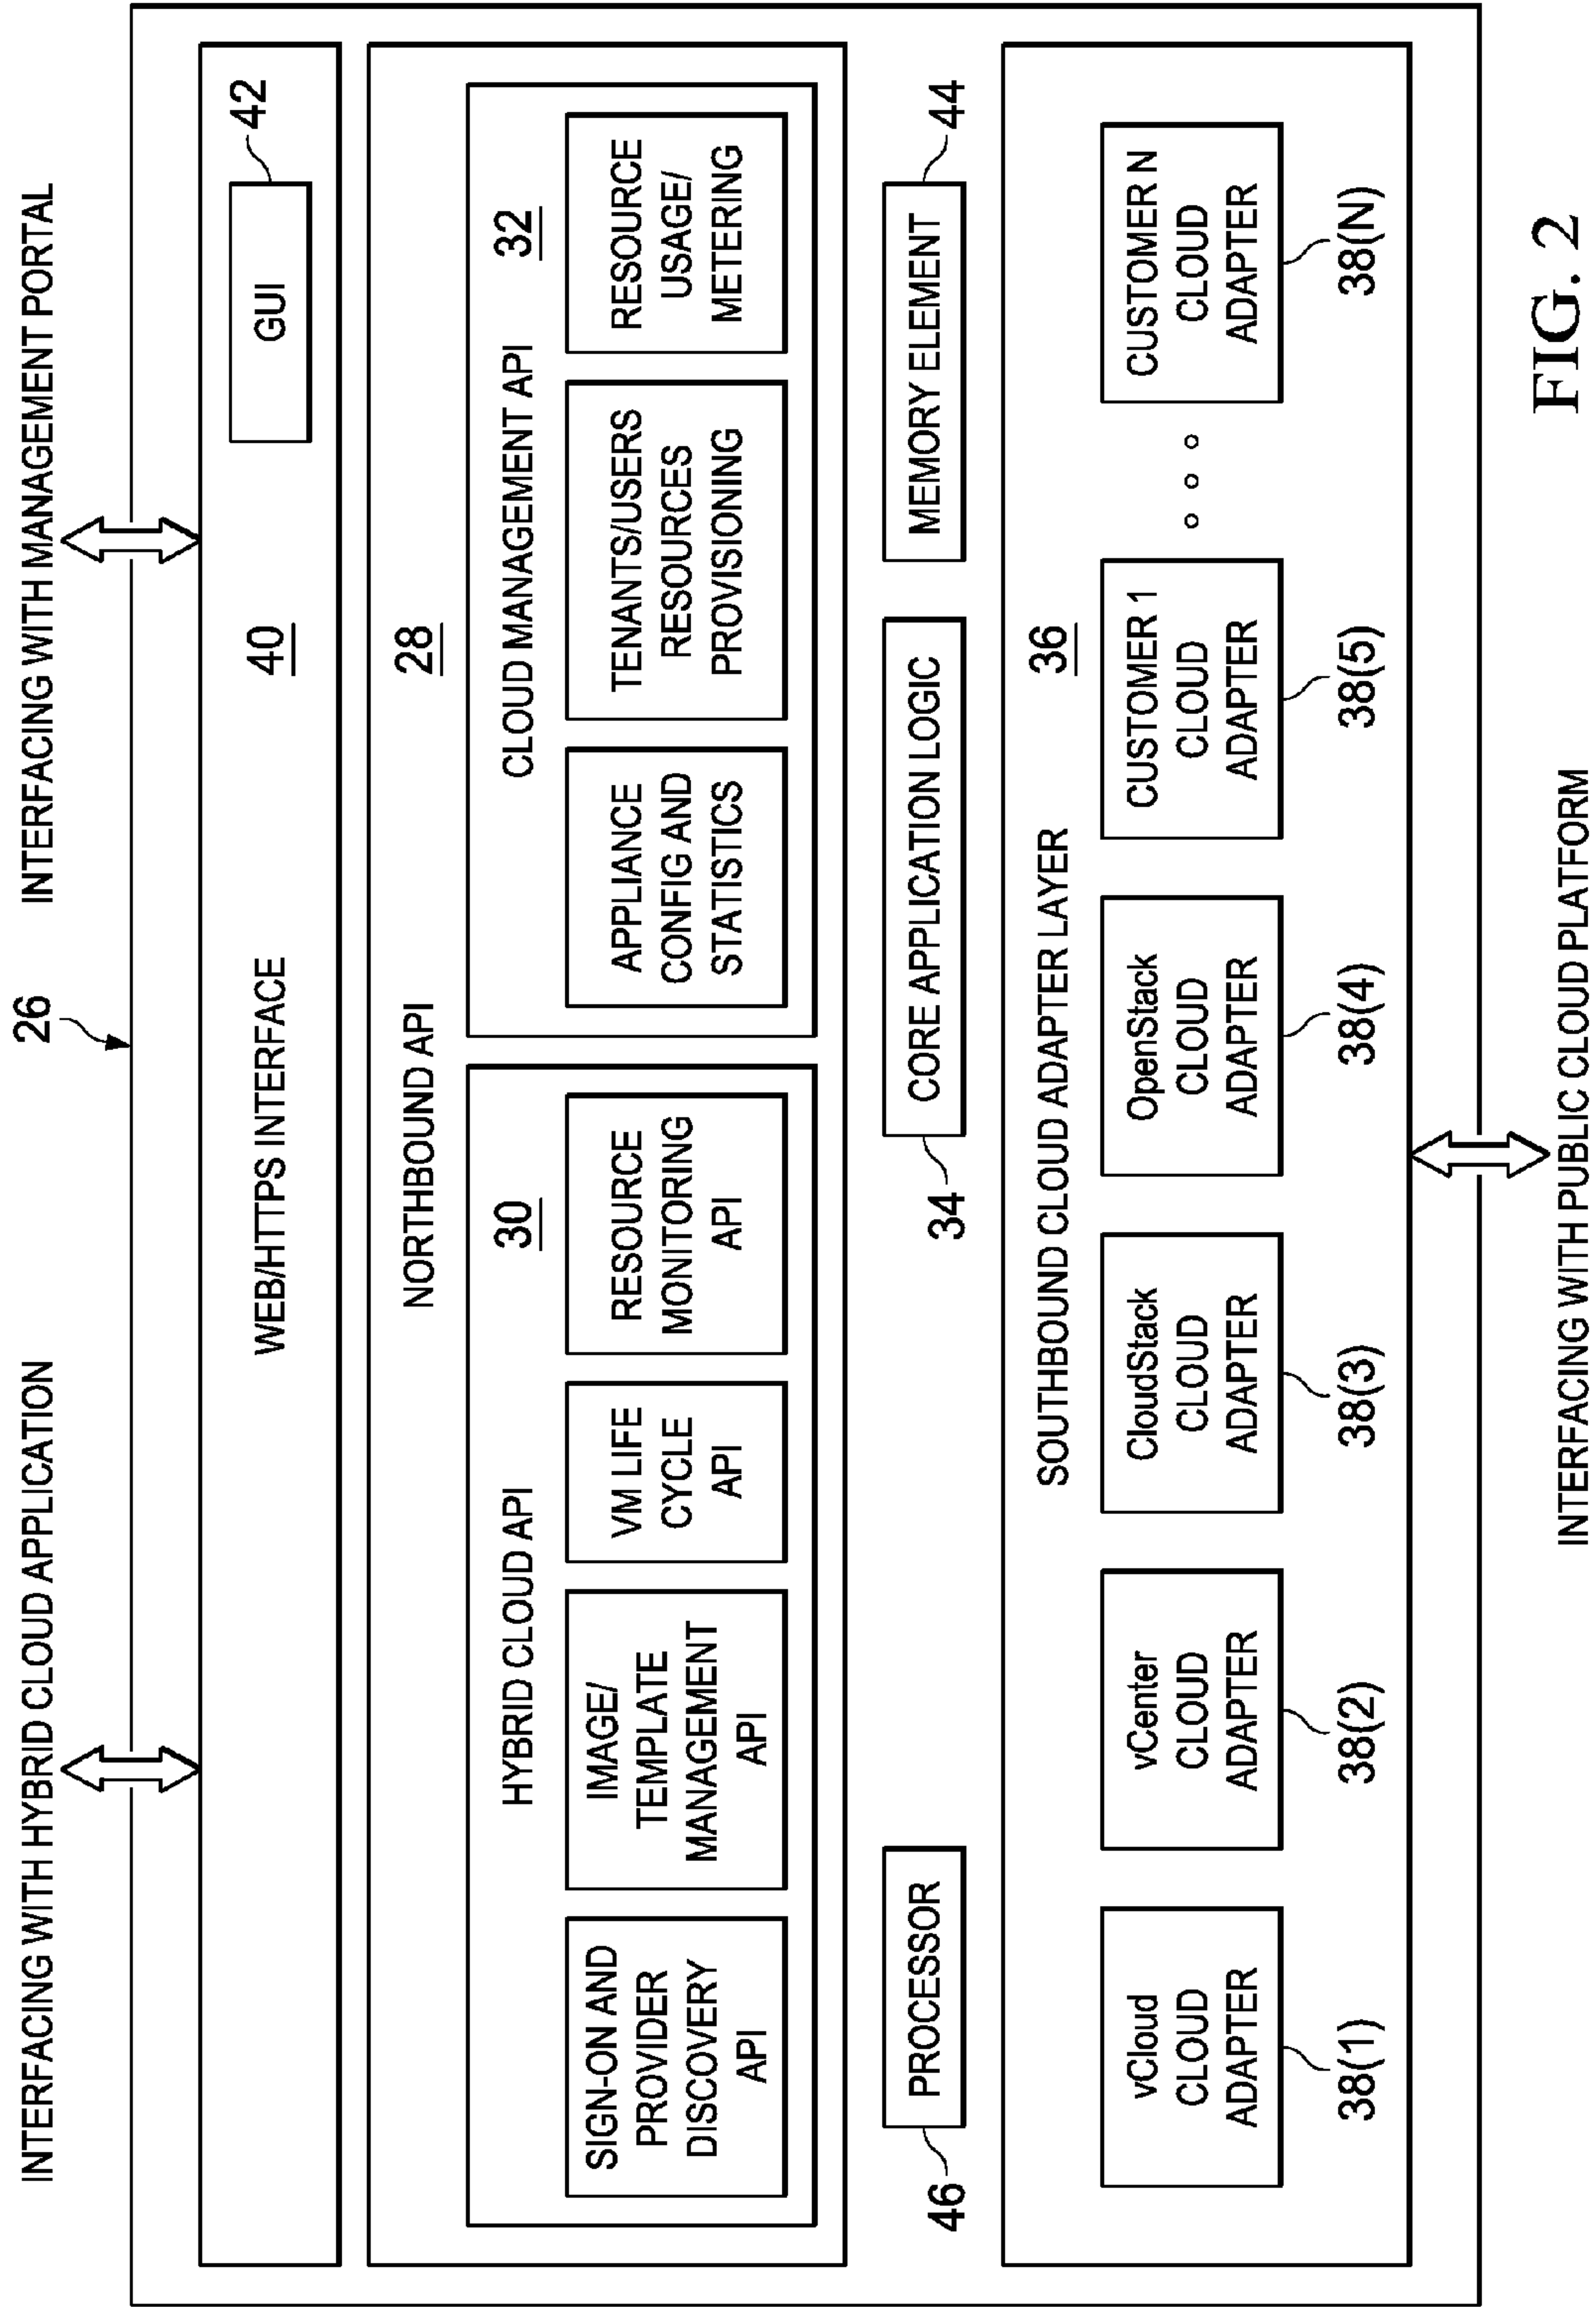 INTERFACING WITH HYBRID CLOUD APPLICATION
26
INTERFACING WITH MANAGEMENT PORTAL
WEB/HTTPS INTERFACE
40
GUI
42
NORTHBOUND API
28
HYBRID CLOUD API
30
SIGN-ON AND
PROVIDER
DISCOVERY
API
IMAGE/
TEMPLATE
MANAGEMENT
API
VM LIFE
CYCLE
API
RESOURCE
MONITORING
API
CLOUD MANAGEMENT API
32
APPLIANCE
CONFIG AND
STATISTICS
TENANTS/USERS
RESOURCES
PROVISIONING
RESOURCE
USAGE/
METERING
46
PROCESSOR
34
CORE APPLICATION LOGIC
MEMORY ELEMENT
44
SOUTHBOUND CLOUD ADAPTER LAYER
36
vCloud
CLOUD
ADAPTER
38(1)
vCenter
CLOUD
ADAPTER
38(2)
CloudStack
CLOUD
ADAPTER
38(3)
OpenStack
CLOUD
ADAPTER
38(4)
CUSTOMER 1
CLOUD
ADAPTER
38(5)
CUSTOMER N
CLOUD
ADAPTER
38(N)
INTERFACING WITH PUBLIC CLOUD PLATFORM
FIG. 2